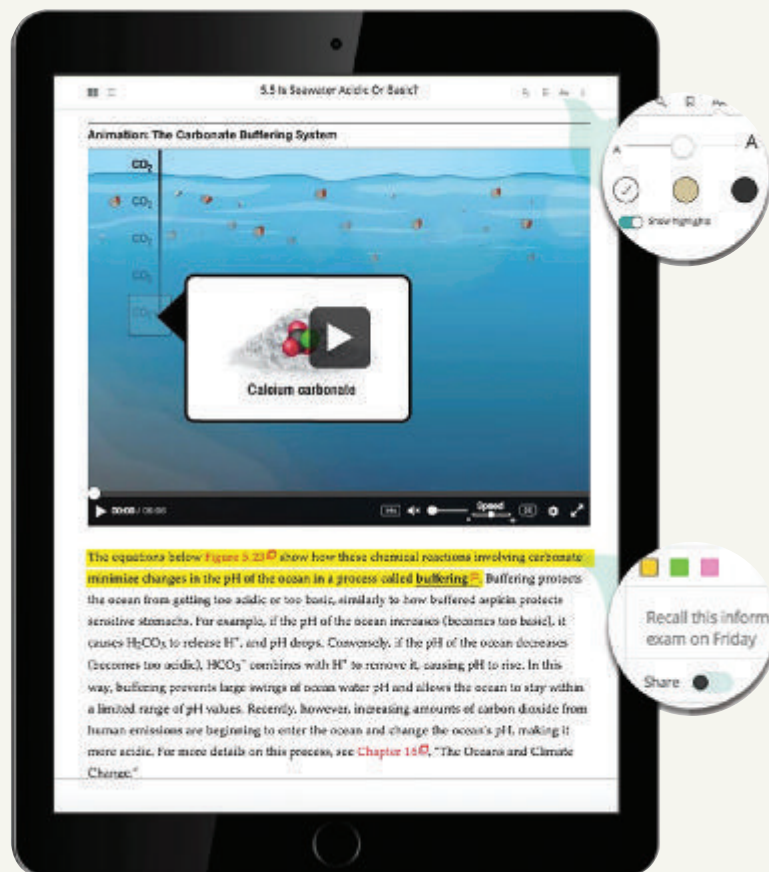 5.5 Is Seawater Acidic Or Basic?
Animation: The Carbonate Buffering System
CO₂
CO₂
CO₂
CO₂
CO₂
Calcium carbonate
Speed
A
A
Show highlights
The equations below Figure 5.23 show how these chemical reactions involving carbonate
minimize changes in the pH of the ocean in a process called buffering. Buffering protects
the ocean from getting too acidic or too basic, similarly to how buffered aspirin protects
sensitive stomachs. For example, if the pH of the ocean increases (becomes too basic), it
causes H₂CO₃ to release H⁺, and pH drops. Conversely, if the pH of the ocean decreases
(becomes too acidic), HCO₃⁻ combines with H⁺ to remove it, causing pH to rise. In this
way, buffering prevents large swings of ocean water pH and allows the ocean to stay within
a limited range of pH values. Recently, however, increasing amounts of carbon dioxide from
human emissions are beginning to enter the ocean and change the ocean's pH, making it
more acidic. For more details on this process, see Chapter 16, "The Oceans and Climate
Change."
Recall this inform
exam on Friday
Share